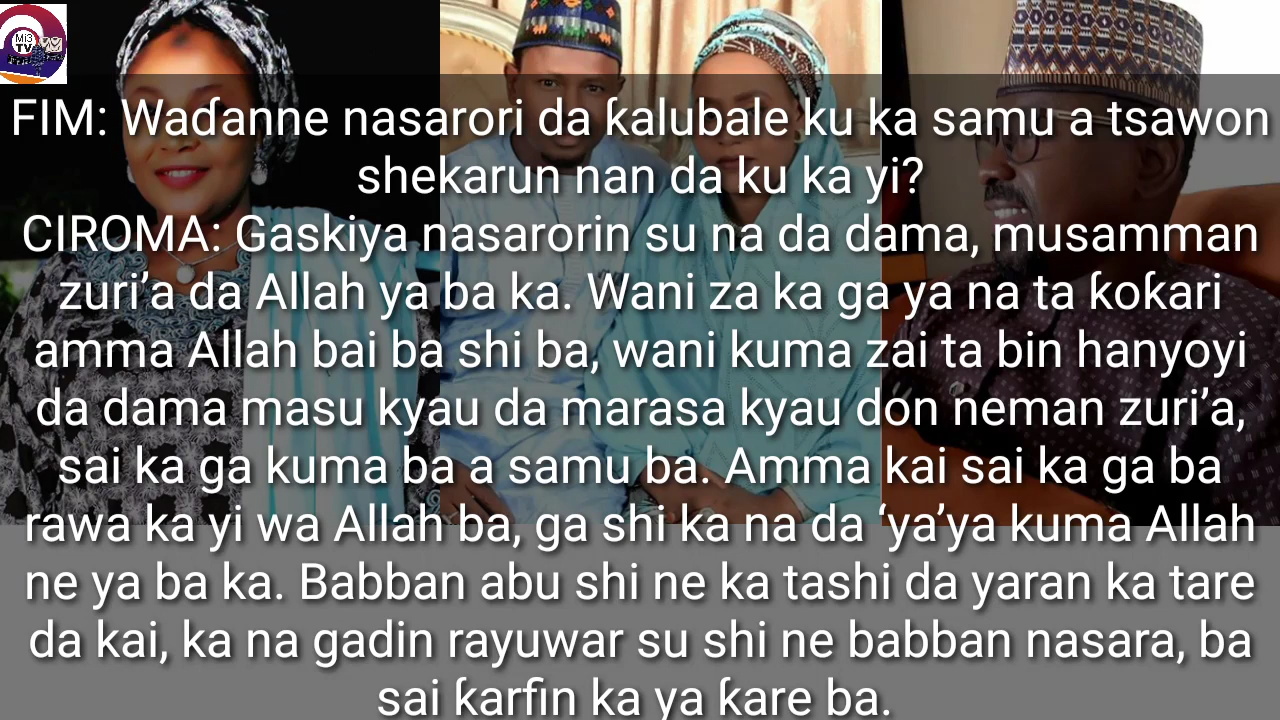 Mi3
TV
FIM: Waɗanne nasarori da ƙalubale ku ka samu a tsawon
shekarun nan da ku ka yi?
CIROMA: Gaskiya nasarorin su na da dama, musamman
zuri’a da Allah ya ba ka. Wani za ka ga ya na ta ƙoƙari
amma Allah bai ba shi ba, wani kuma zai ta bin hanyoyi
da dama masu kyau da marasa kyau don neman zuri’a,
sai ka ga kuma ba a samu ba. Amma kai sai ka ga ba
rawa ka yi wa Allah ba, ga shi ka na da ‘ya’ya kuma Allah
ne ya ba ka. Babban abu shi ne ka tashi da yaran ka tare
da kai, ka na gadin rayuwar su shi ne babban nasara, ba
sai ƙarfin ka ya ƙare ba.